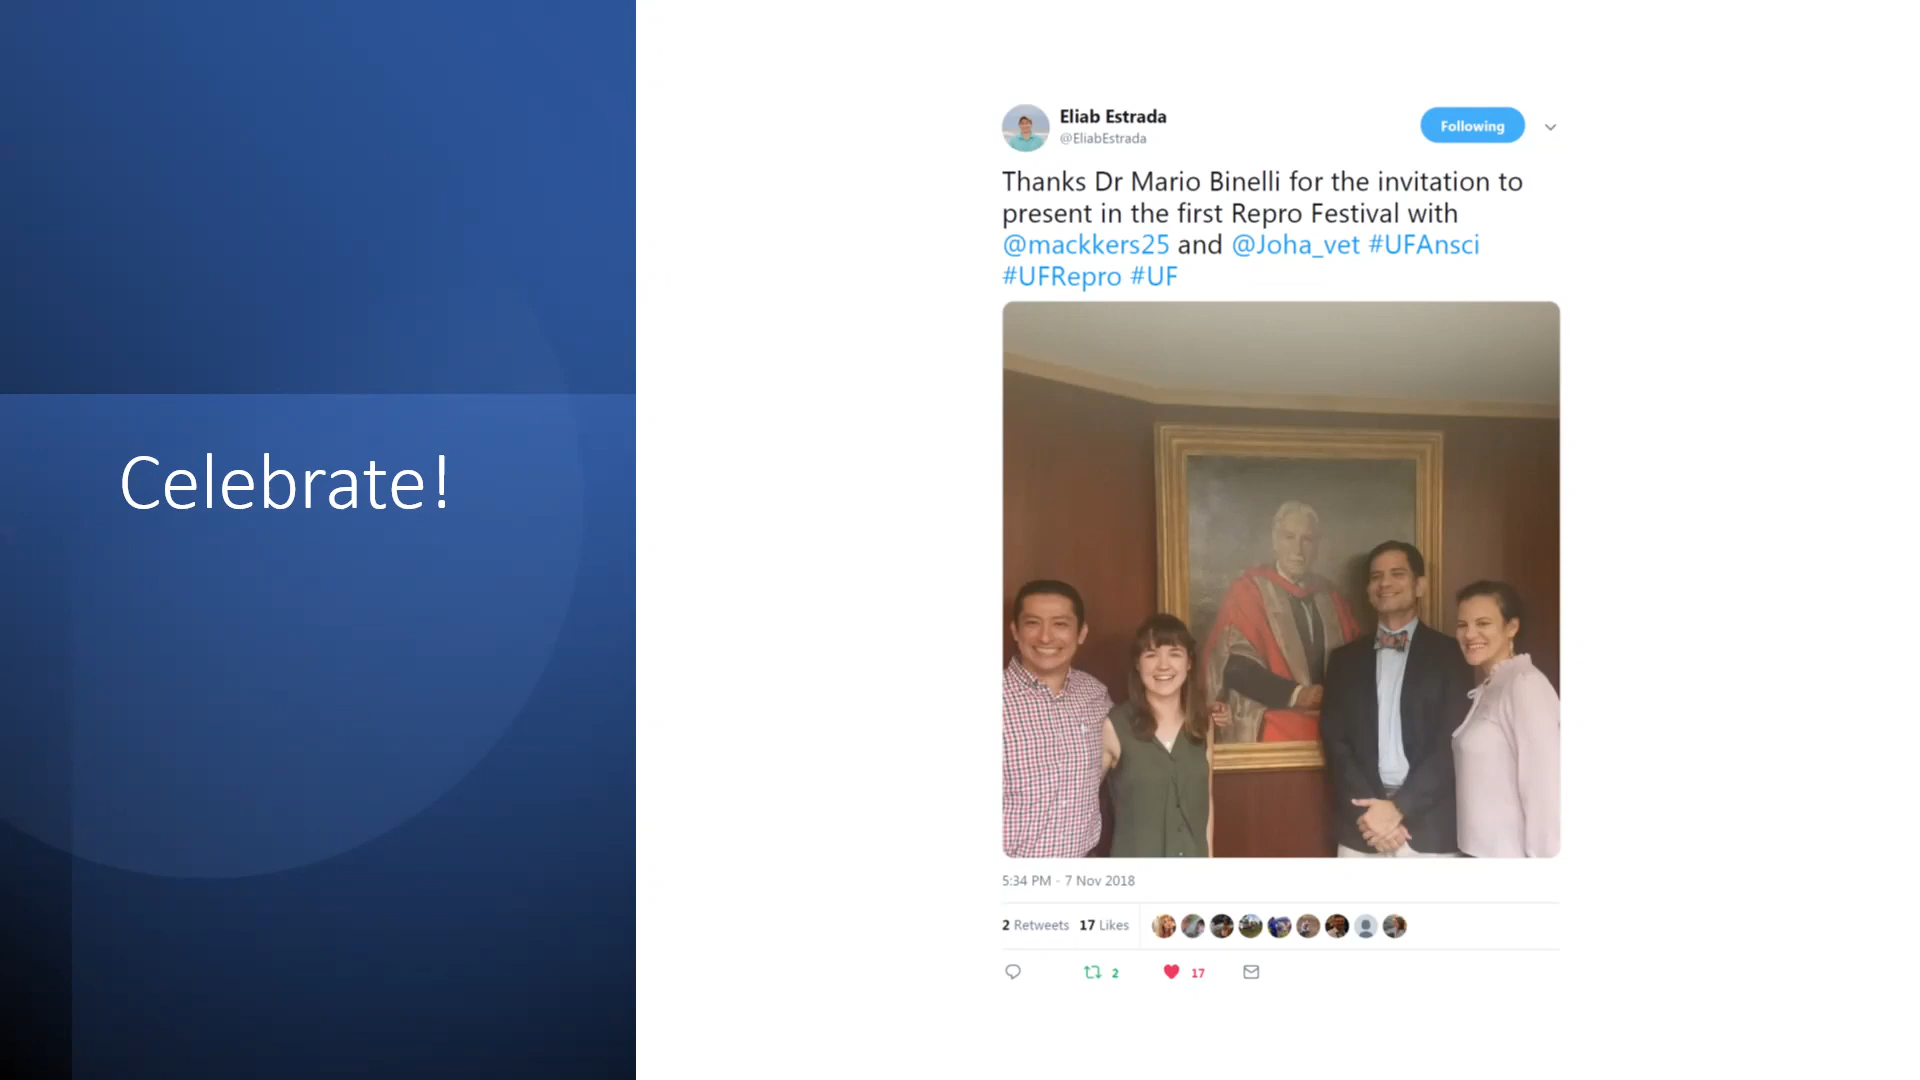 Celebrate!
Eliab Estrada
@EliabEstrada
Following
Thanks Dr Mario Binelli for the invitation to
present in the first Repro Festival with
@mackkers25 and @Joha_vet #UFAnsci
#UFRepro #UF
5:34 PM - 7 Nov 2018
2 Retweets 17 Likes
2 17